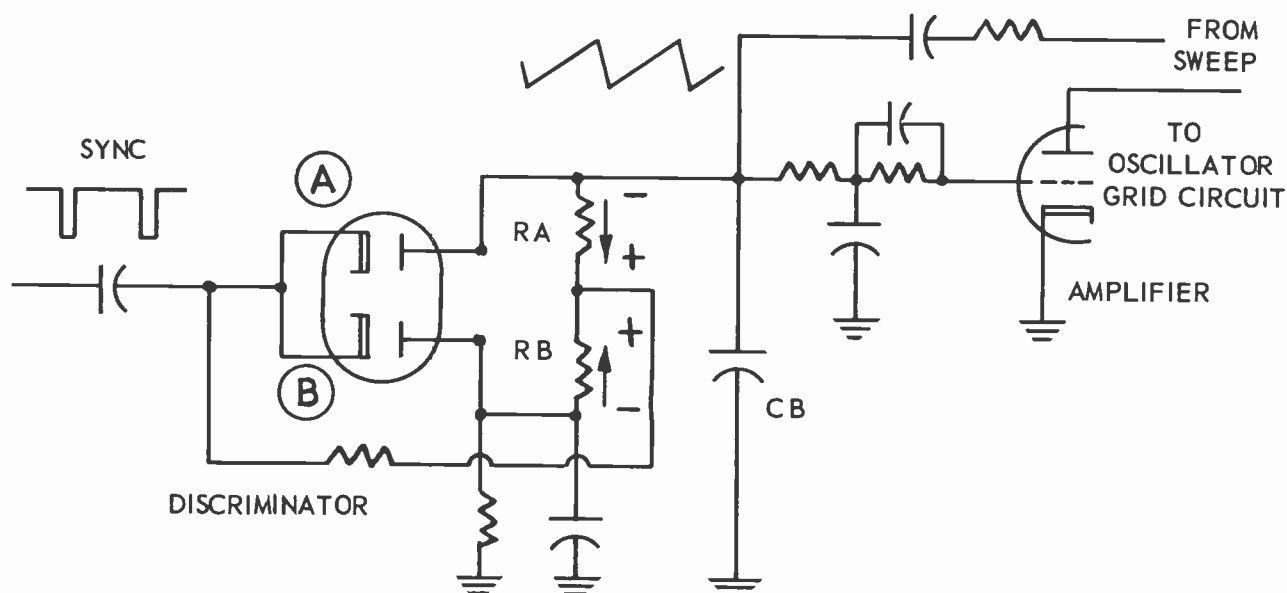 FROM
SWEEP
SYNC
A
TO
OSCILLATOR
GRID CIRCUIT
−
RA
+
AMPLIFIER
+
RB
−
B
CB
DISCRIMINATOR